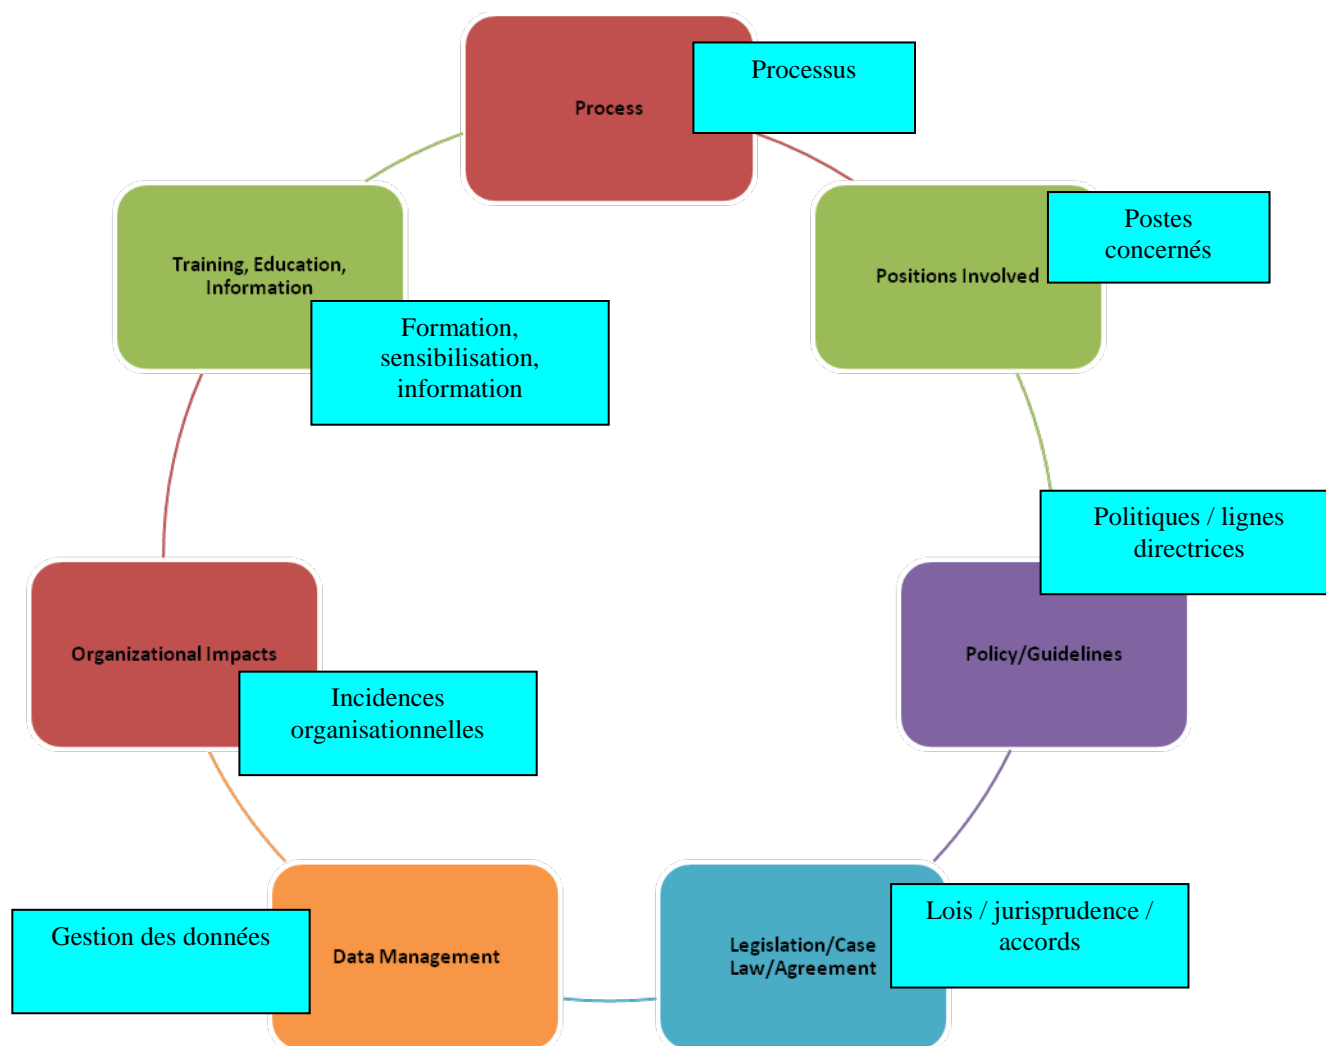 Process
Processus
Positions Involved
Postes
concernés
Policy/Guidelines
Politiques / lignes
directrices
Legislation/Case
Law/Agreement
Lois / jurisprudence /
accords
Data Management
Gestion des données
Organizational Impacts
Incidences
organisationnelles
Training, Education,
Information
Formation,
sensibilisation,
information